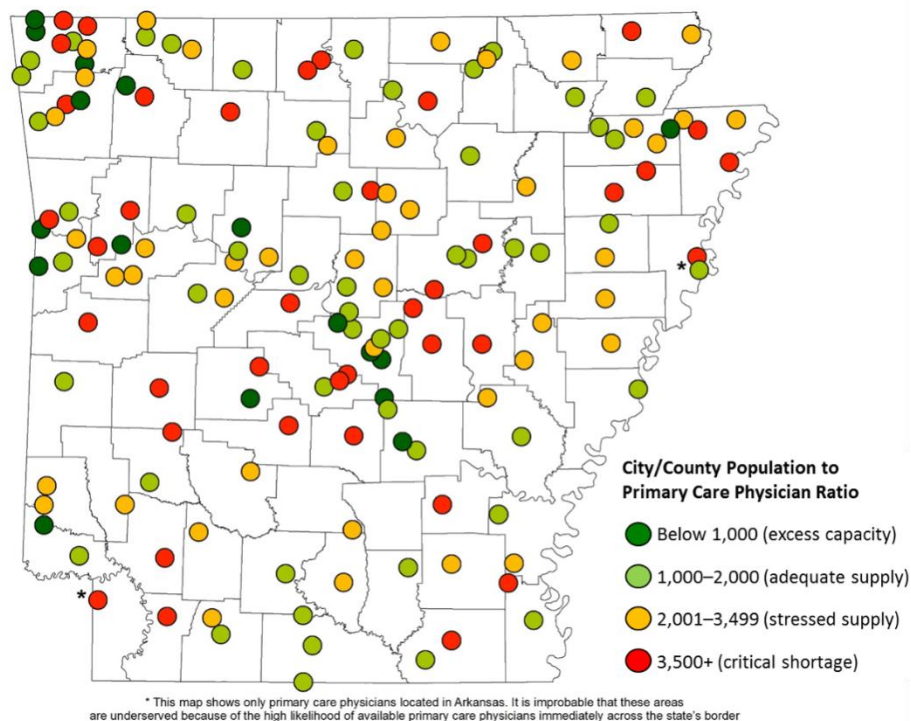 *
City/County Population to
Primary Care Physician Ratio
Below 1,000 (excess capacity)
1,000–2,000 (adequate supply)
2,001–3,499 (stressed supply)
3,500+ (critical shortage)
*
* This map shows only primary care physicians located in Arkansas. It is improbable that these areas
are underserved because of the high likelihood of available primary care physicians immediately across the state's border